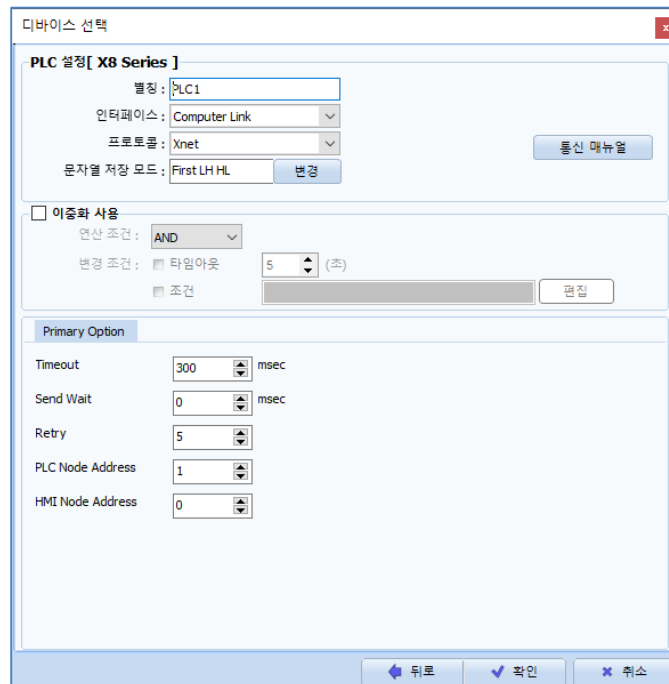 디바이스 선택
x
PLC 설정[ X8 Series ]
별칭 : PLC1
인터페이스 : Computer Link
프로토콜 : Xnet
통신 매뉴얼
문자열 저장 모드 : First LH HL 변경
이중화 사용
연산 조건 : AND
변경 조건 : 타임아웃 5 (초)
조건 편집
Primary Option
Timeout 300 msec
Send Wait 0 msec
Retry 5
PLC Node Address 1
HMI Node Address 0
뒤로 확인 취소